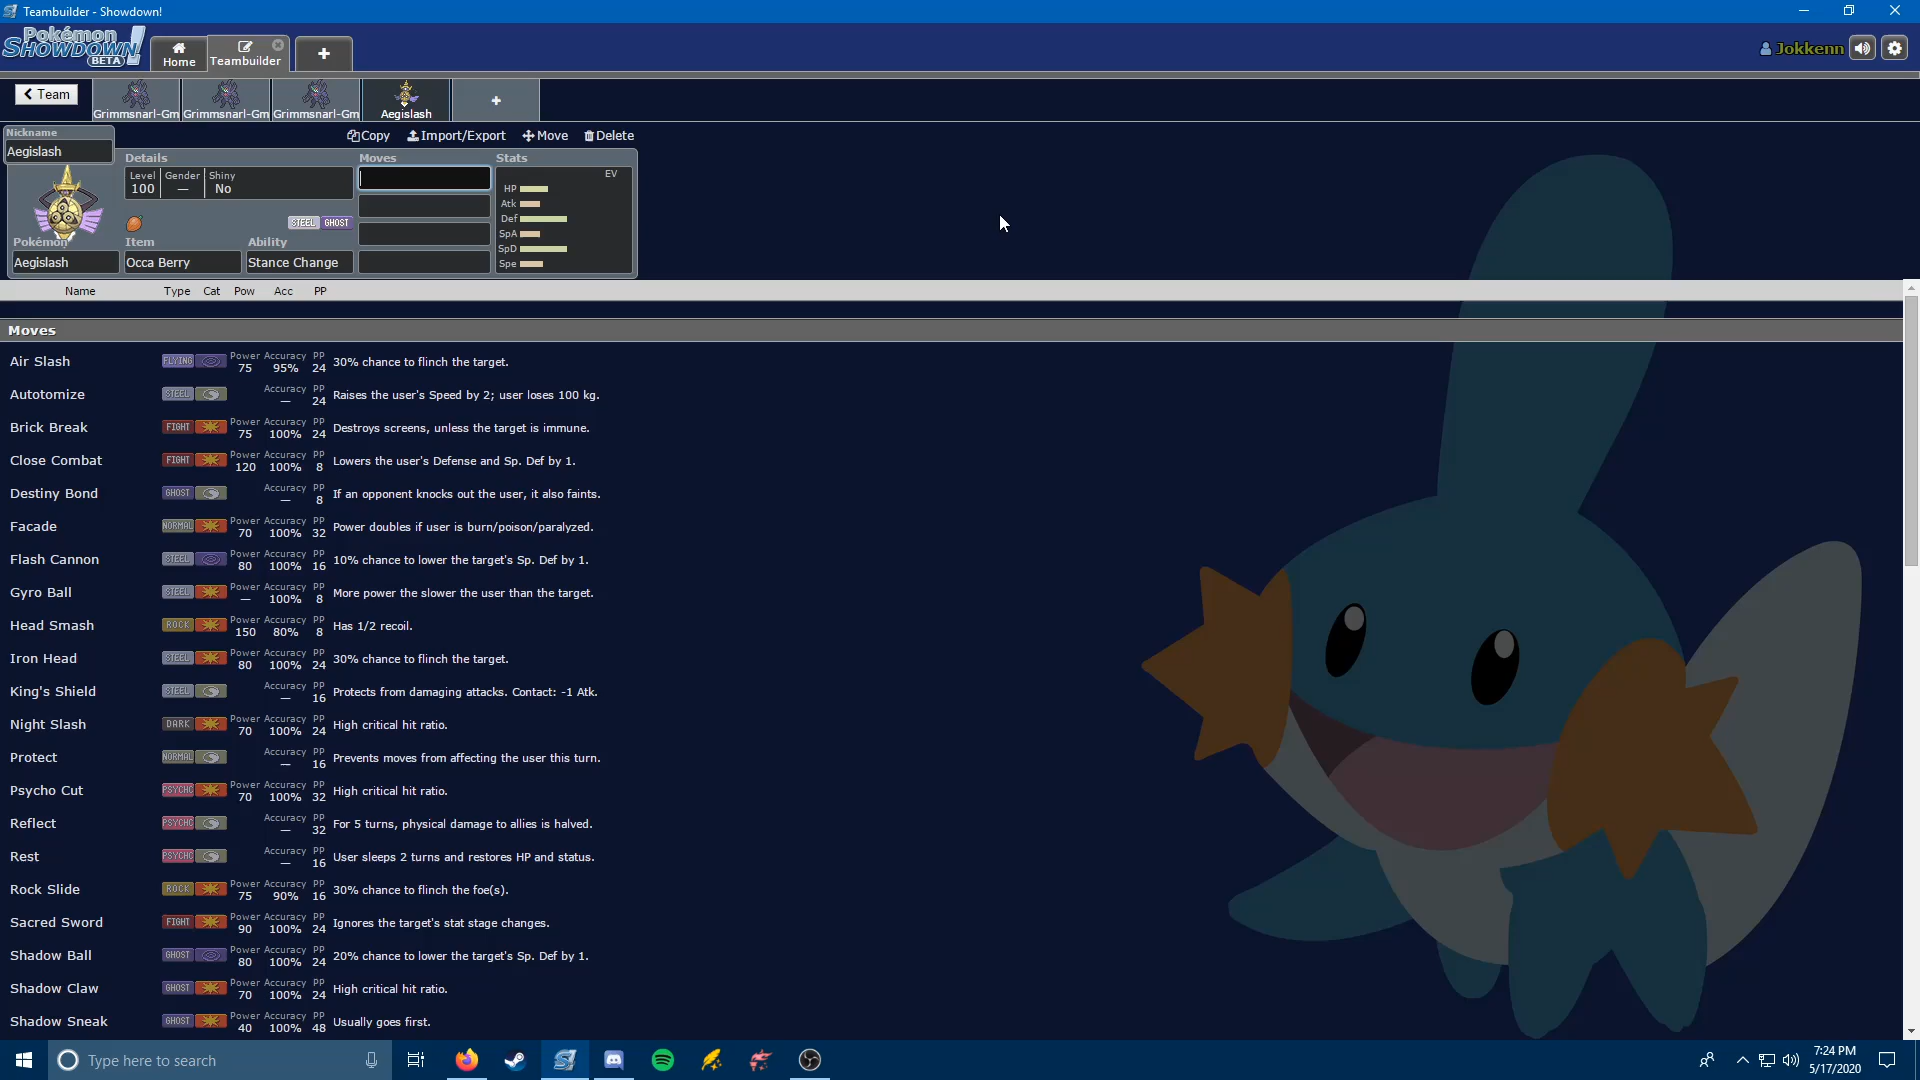 Teambuilder - Showdown!
Pokémon
SHOWDOWN!
BETA
Home
Teambuilder
Jokkenn
Team
Grimmsnarl-Gm
Grimmsnarl-Gm
Grimmsnarl-Gm
Aegislash
Copy Import/Export Move Delete
Nickname
Aegislash
Details Moves Stats
Level Gender Shiny EV
100 — No
HP
Atk
Def
SpA
SpD
Spe
STEEL GHOST
Pokémon Item Ability
Aegislash Occa Berry Stance Change
Name Type Cat Pow Acc PP
Moves
Air Slash FLYING Power 75 Accuracy 95% PP 24 30% chance to flinch the target.
Autotomize STEEL Accuracy — PP 24 Raises the user's Speed by 2; user loses 100 kg.
Brick Break FIGHT Power 75 Accuracy 100% PP 24 Destroys screens, unless the target is immune.
Close Combat FIGHT Power 120 Accuracy 100% PP 8 Lowers the user's Defense and Sp. Def by 1.
Destiny Bond GHOST Accuracy — PP 8 If an opponent knocks out the user, it also faints.
Facade NORMAL Power 70 Accuracy 100% PP 32 Power doubles if user is burn/poison/paralyzed.
Flash Cannon STEEL Power 80 Accuracy 100% PP 16 10% chance to lower the target's Sp. Def by 1.
Gyro Ball STEEL Power — Accuracy 100% PP 8 More power the slower the user than the target.
Head Smash ROCK Power 150 Accuracy 80% PP 8 Has 1/2 recoil.
Iron Head STEEL Power 80 Accuracy 100% PP 24 30% chance to flinch the target.
King's Shield STEEL Accuracy — PP 16 Protects from damaging attacks. Contact: -1 Atk.
Night Slash DARK Power 70 Accuracy 100% PP 24 High critical hit ratio.
Protect NORMAL Accuracy — PP 16 Prevents moves from affecting the user this turn.
Psycho Cut PSYCHC Power 70 Accuracy 100% PP 32 High critical hit ratio.
Reflect PSYCHC Accuracy — PP 32 For 5 turns, physical damage to allies is halved.
Rest PSYCHC Accuracy — PP 16 User sleeps 2 turns and restores HP and status.
Rock Slide ROCK Power 75 Accuracy 90% PP 16 30% chance to flinch the foe(s).
Sacred Sword FIGHT Power 90 Accuracy 100% PP 24 Ignores the target's stat stage changes.
Shadow Ball GHOST Power 80 Accuracy 100% PP 24 20% chance to lower the target's Sp. Def by 1.
Shadow Claw GHOST Power 70 Accuracy 100% PP 24 High critical hit ratio.
Shadow Sneak GHOST Power 40 Accuracy 100% PP 48 Usually goes first.
Type here to search
7:24 PM
5/17/2020